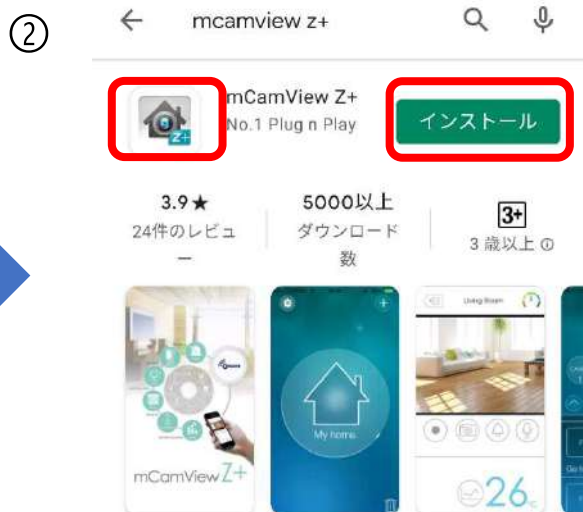 ②
mcamview z+
mCamView Z+
No.1 Plug n Play
インストール
Z+
3.9★
24件のレビュ
ー
5000以上
ダウンロード
数
3+
3 歳以上
mCamView Z+
My home
Living Room
26